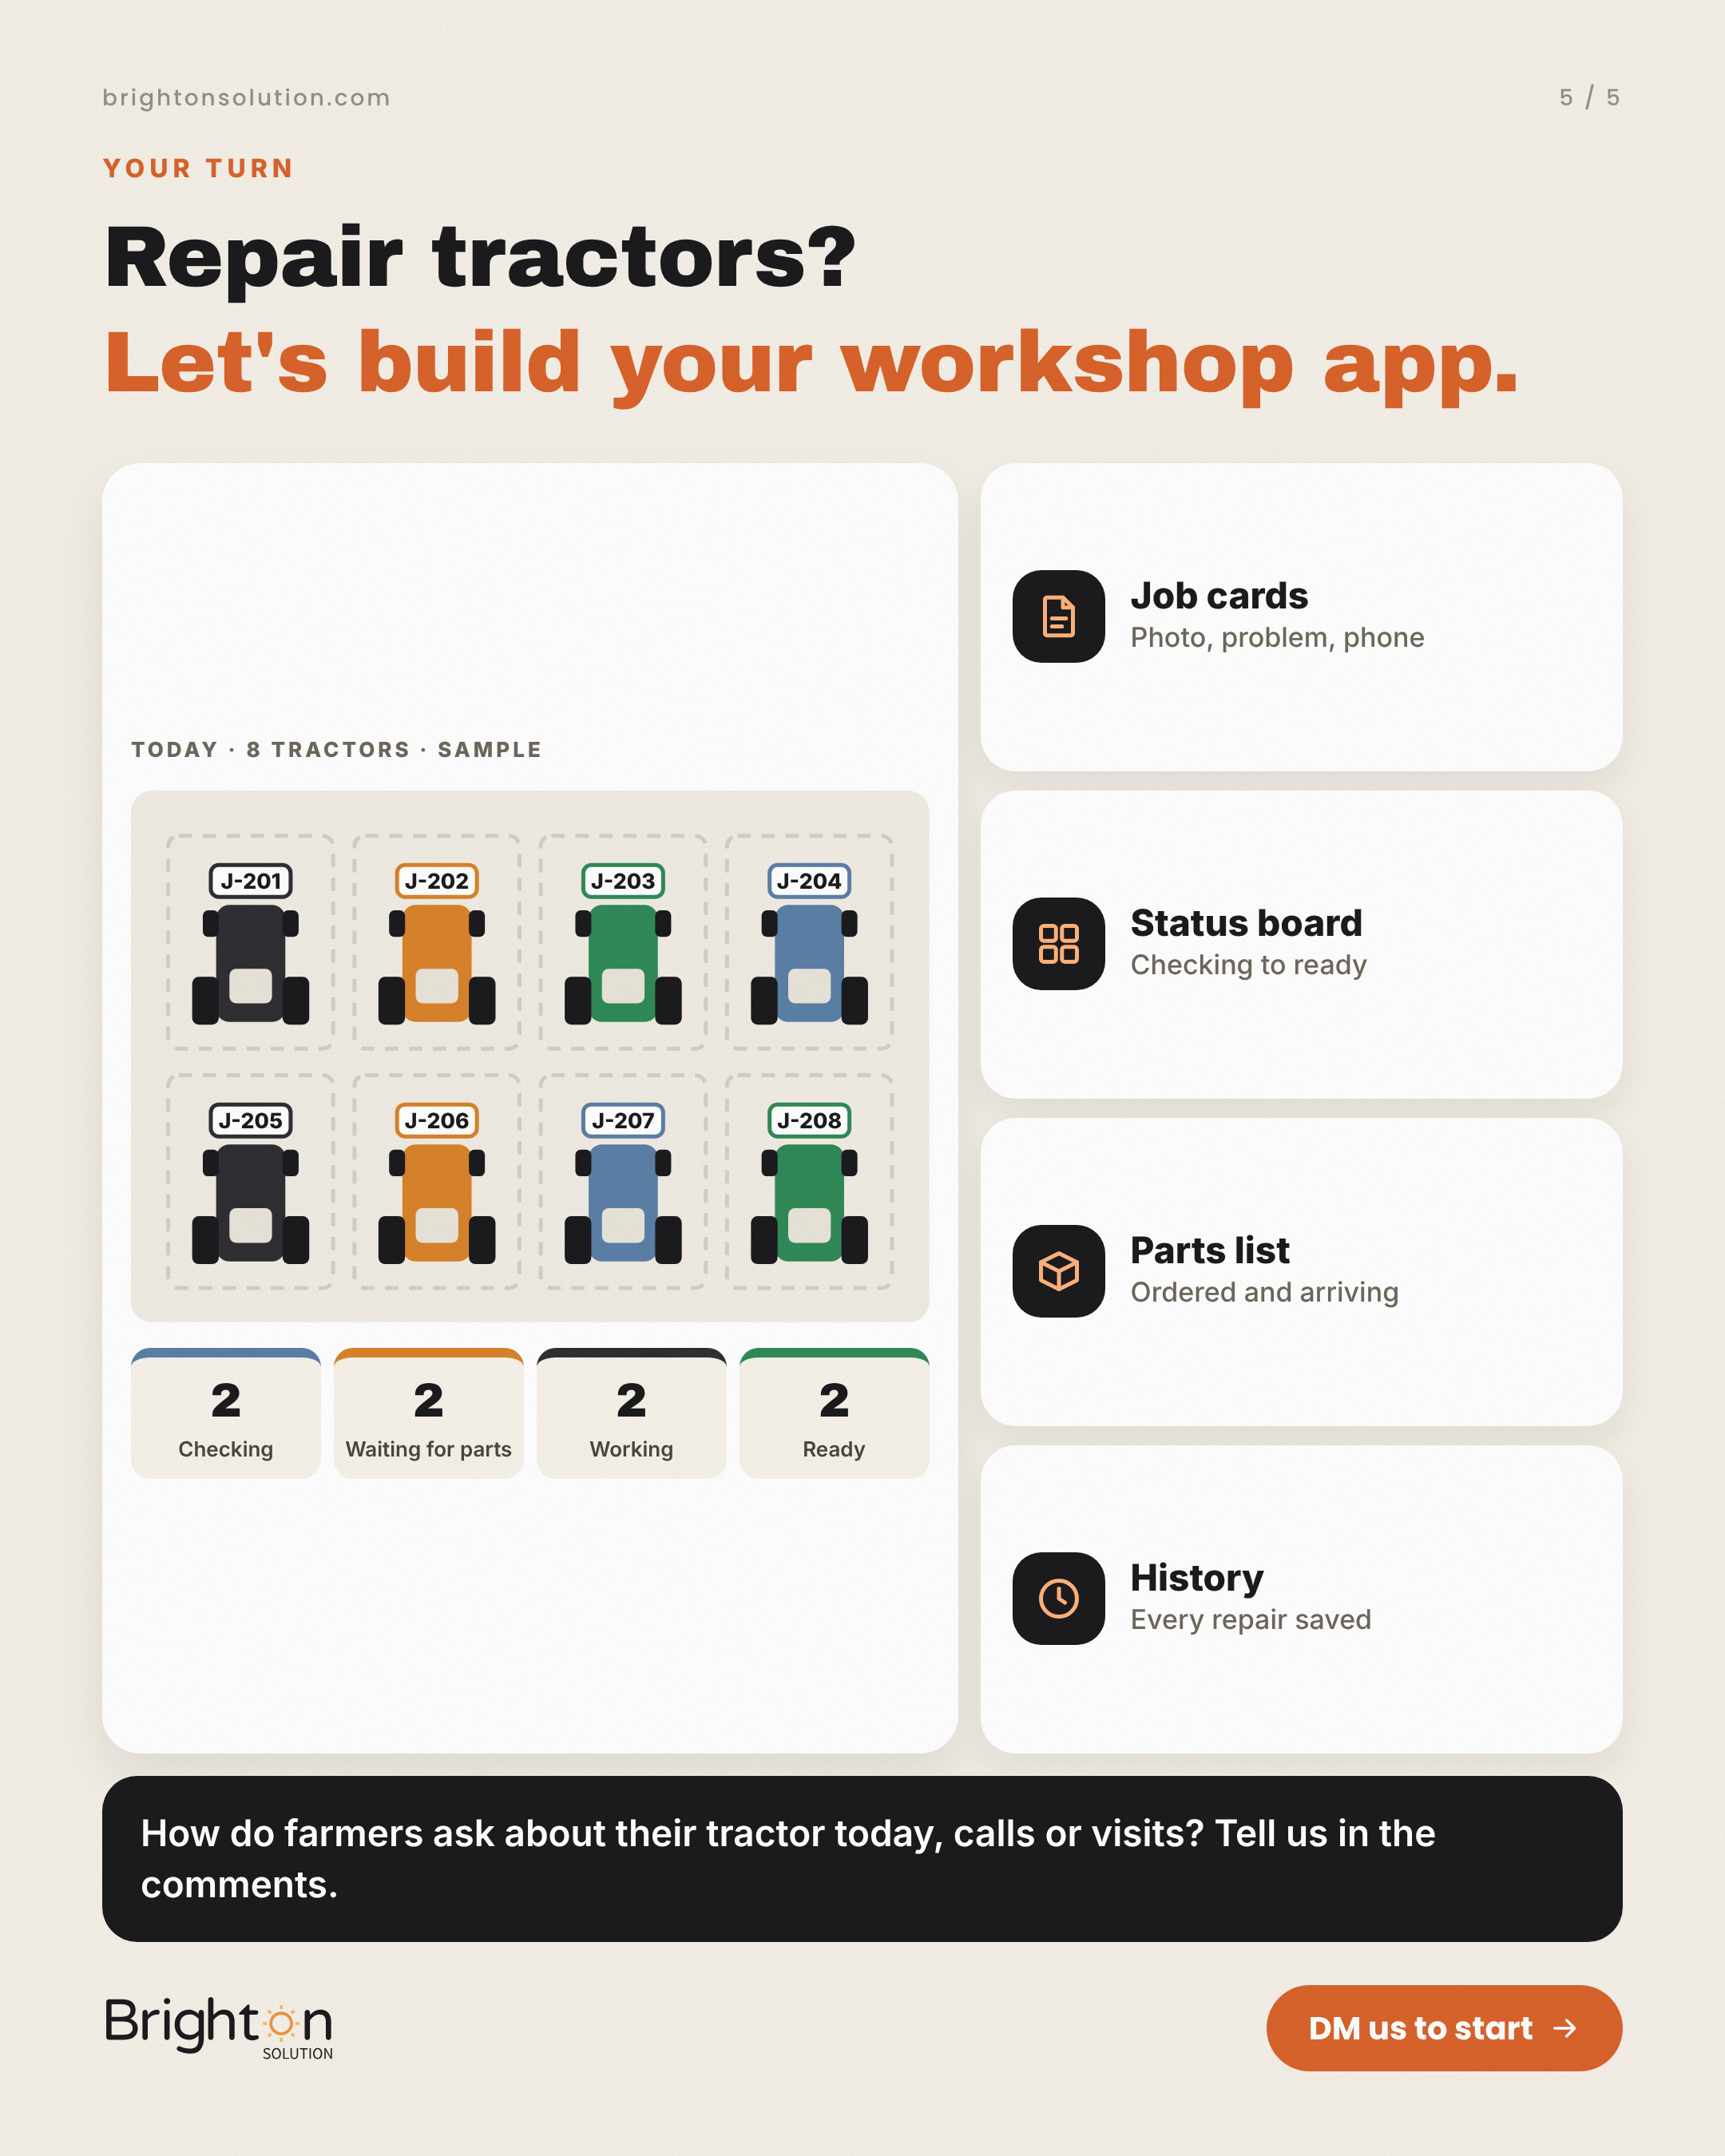 brightonsolution.com
5 / 5
YOUR TURN
Repair tractors?
Let's build your workshop app.
TODAY · 8 TRACTORS · SAMPLE
J-201
J-202
J-203
J-204
J-205
J-206
J-207
J-208
2
Checking
2
Waiting for parts
2
Working
2
Ready
Job cards
Photo, problem, phone
Status board
Checking to ready
Parts list
Ordered and arriving
History
Every repair saved
How do farmers ask about their tractor today, calls or visits? Tell us in the
comments.
Brighton
SOLUTION
DM us to start →